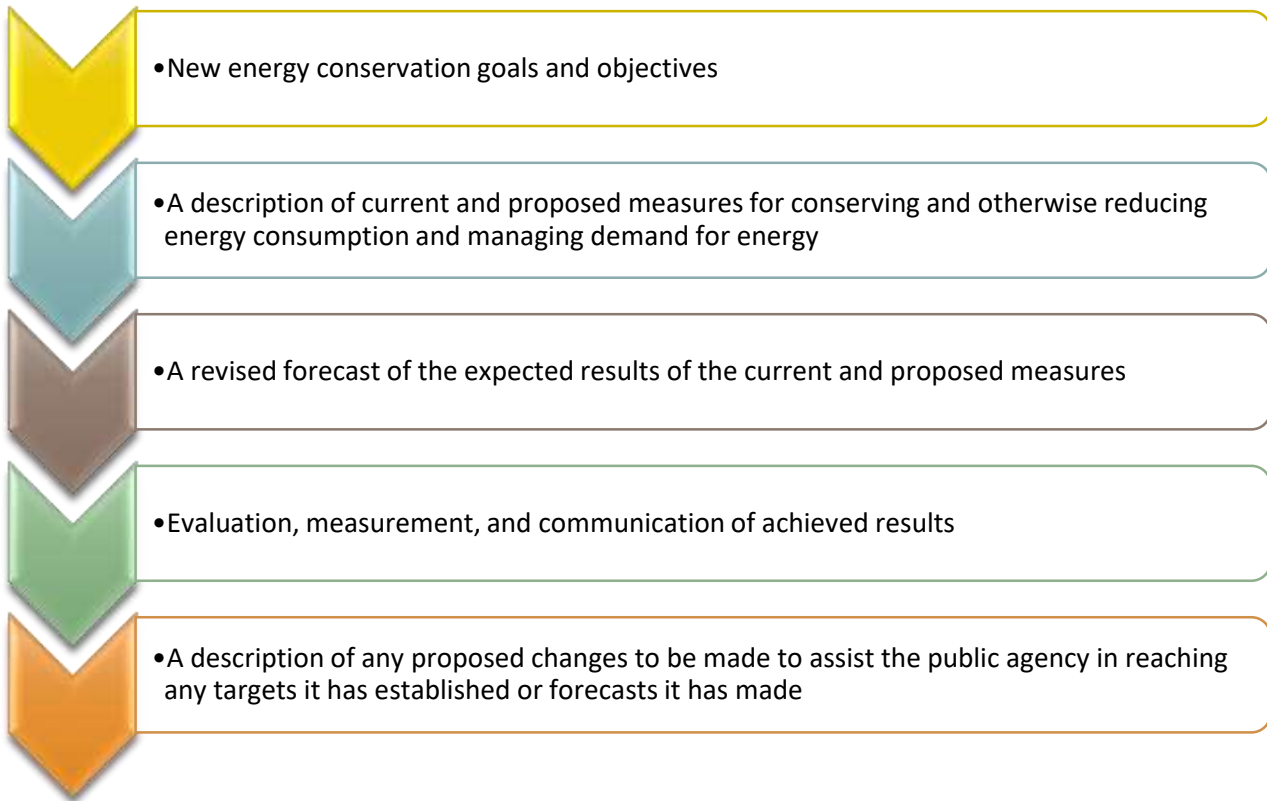 •New energy conservation goals and objectives
•A description of current and proposed measures for conserving and otherwise reducing
energy consumption and managing demand for energy
•A revised forecast of the expected results of the current and proposed measures
•Evaluation, measurement, and communication of achieved results
•A description of any proposed changes to be made to assist the public agency in reaching
any targets it has established or forecasts it has made